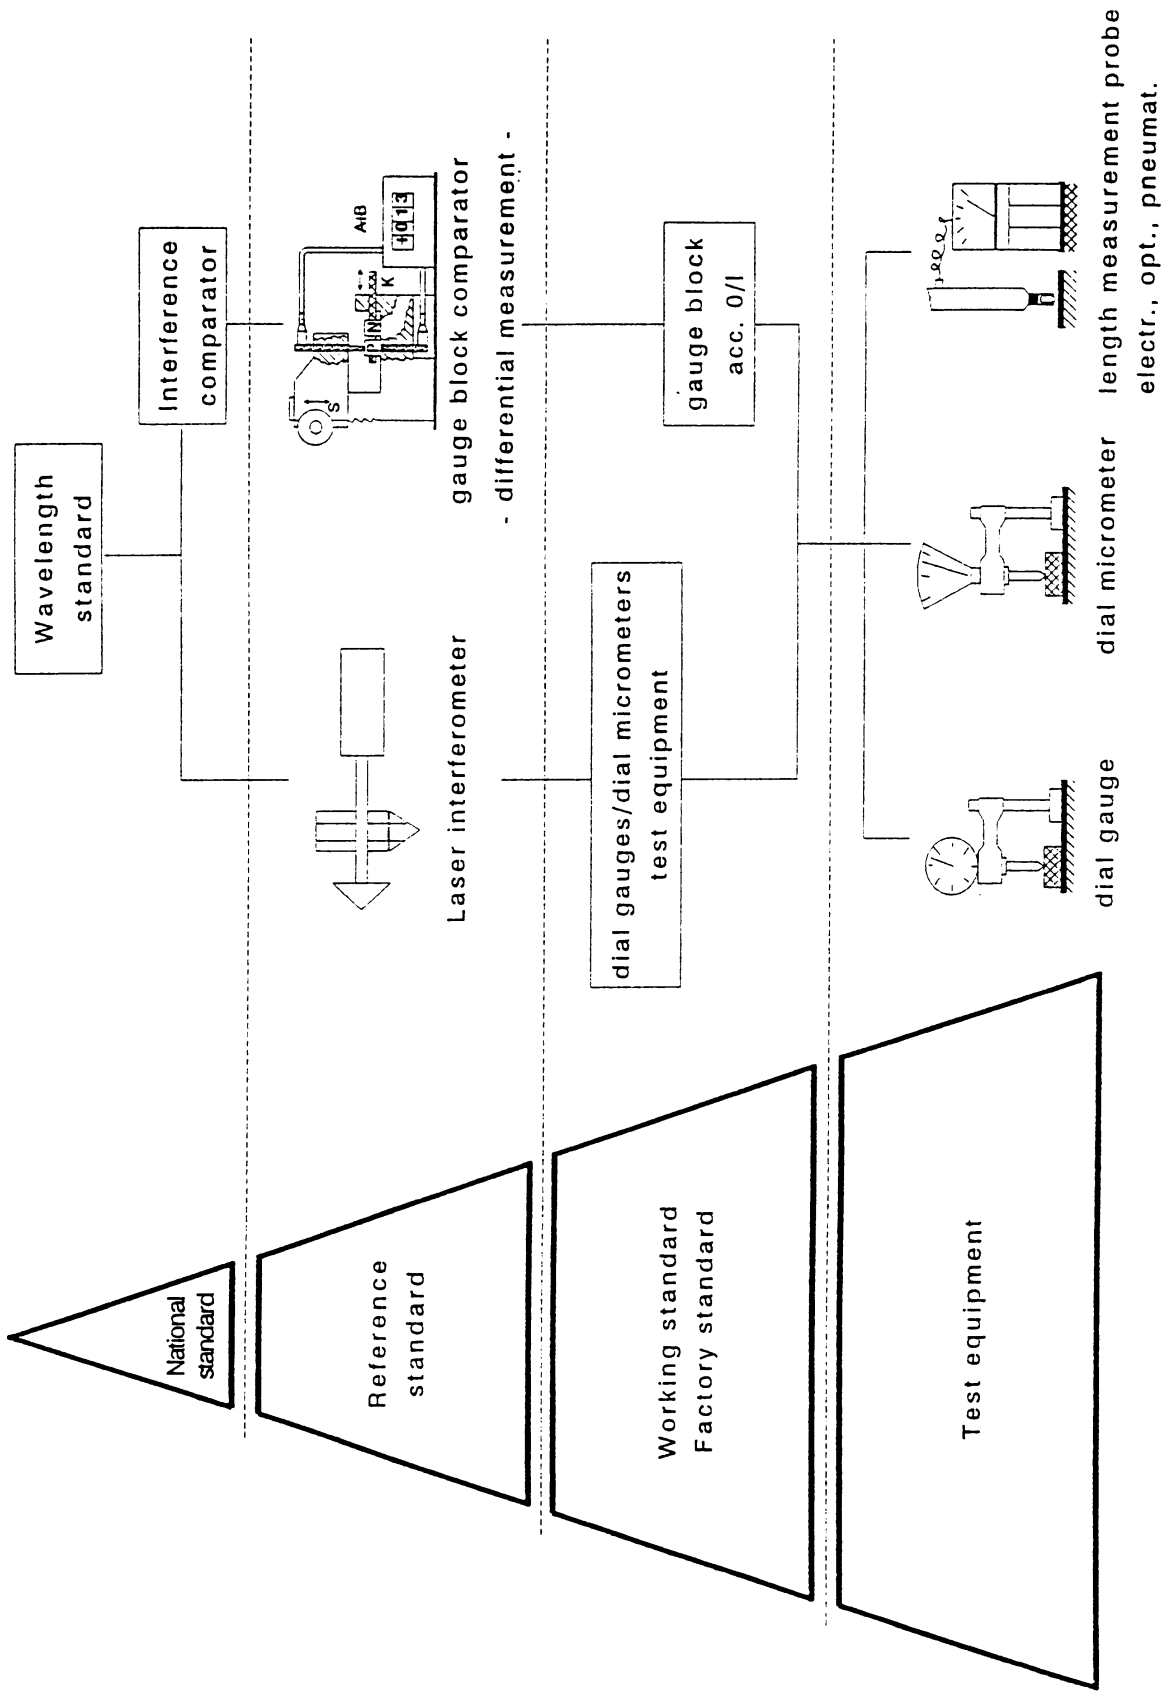 Wavelength
standard
Interference
comparator
National
standard
A+B
+0.13
S
P
N
K
Laser interferometer
gauge block comparator
- differential measurement -
Reference
standard
dial gauges/dial micrometers
test equipment
gauge block
acc. 0/I
Working standard
Factory standard
Test equipment
dial gauge
dial micrometer
length measurement probe
electr., opt., pneumat.